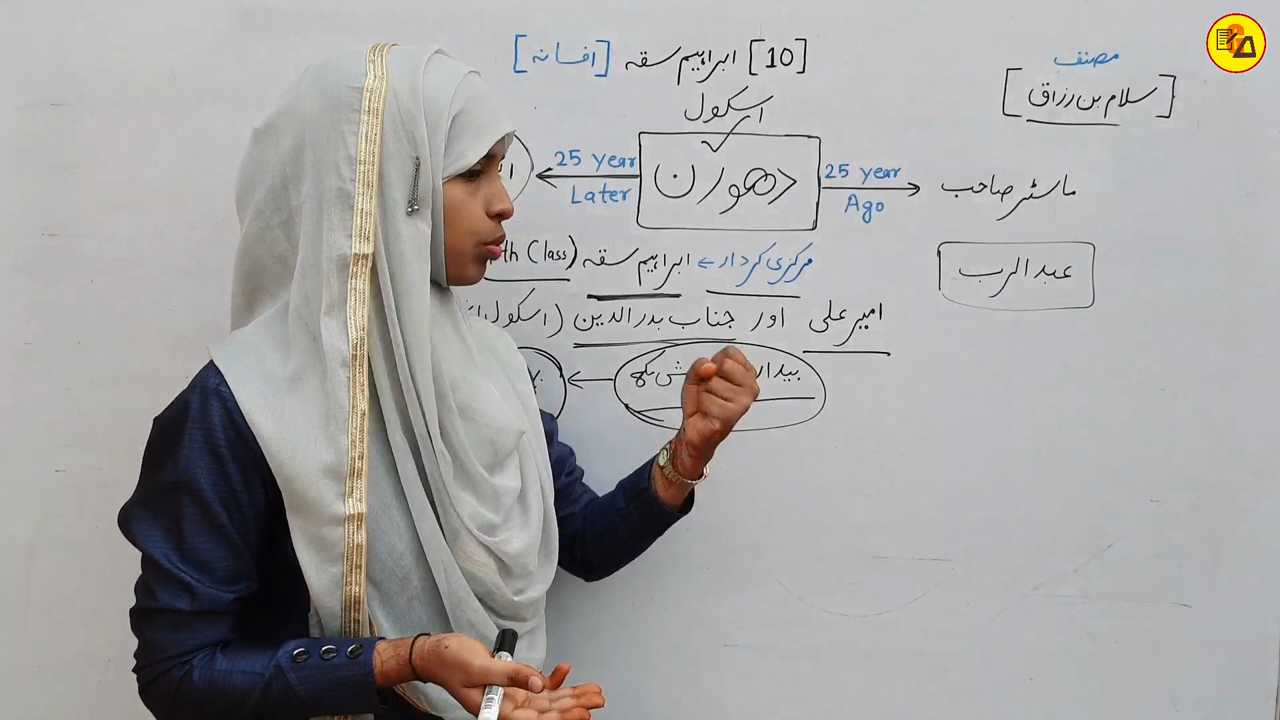 مصنف
[سلام بن رزاق]
[10] ابراہیم سقہ [افسانہ]
اسکول
دھورن
25 year Ago
ماسٹر صاحب
25 year Later
عبدالرب
مرکزی کردار ← ابراہیم سقہ th Class)
امیر علی اور جناب بدرالدین (اسکول